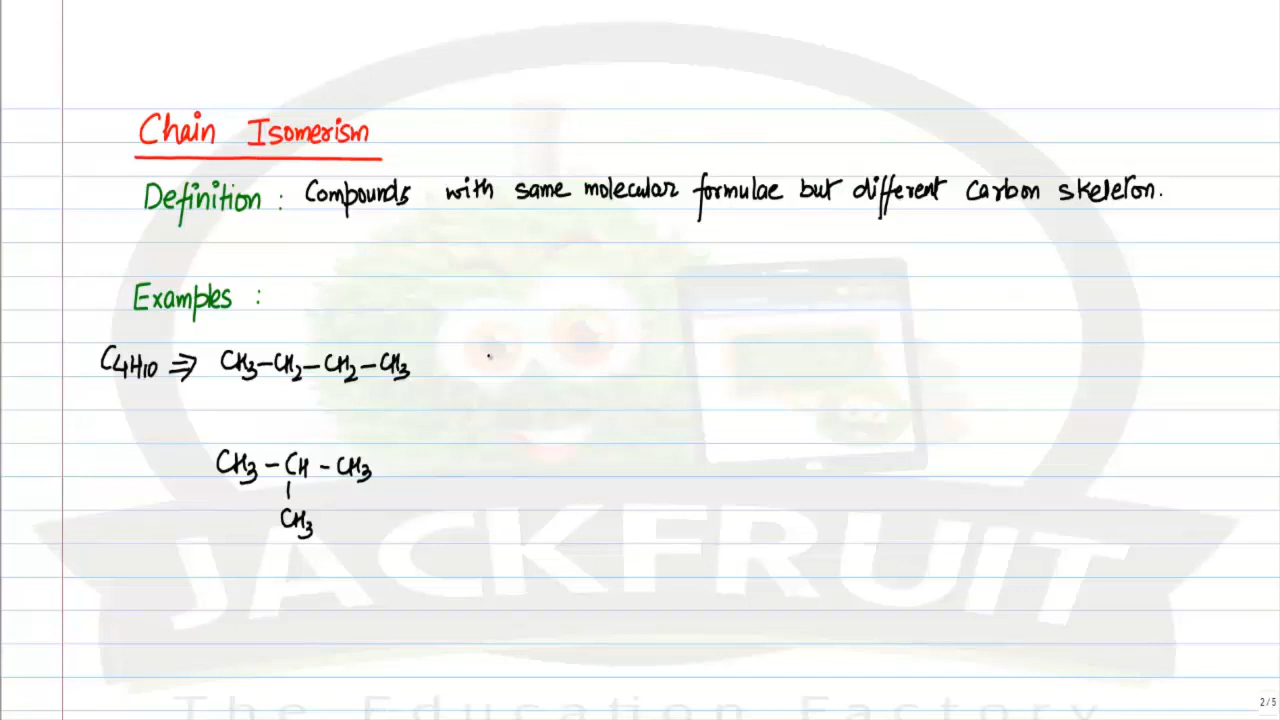 Chain Isomerism
Definition : Compounds with same molecular formulae but different Carbon skeleton.
Examples :
C4H10 ⇒ CH3-CH2-CH2-CH3
CH3-CH-CH3
|
CH3
JACKFRUIT
The Education Factory
2/5